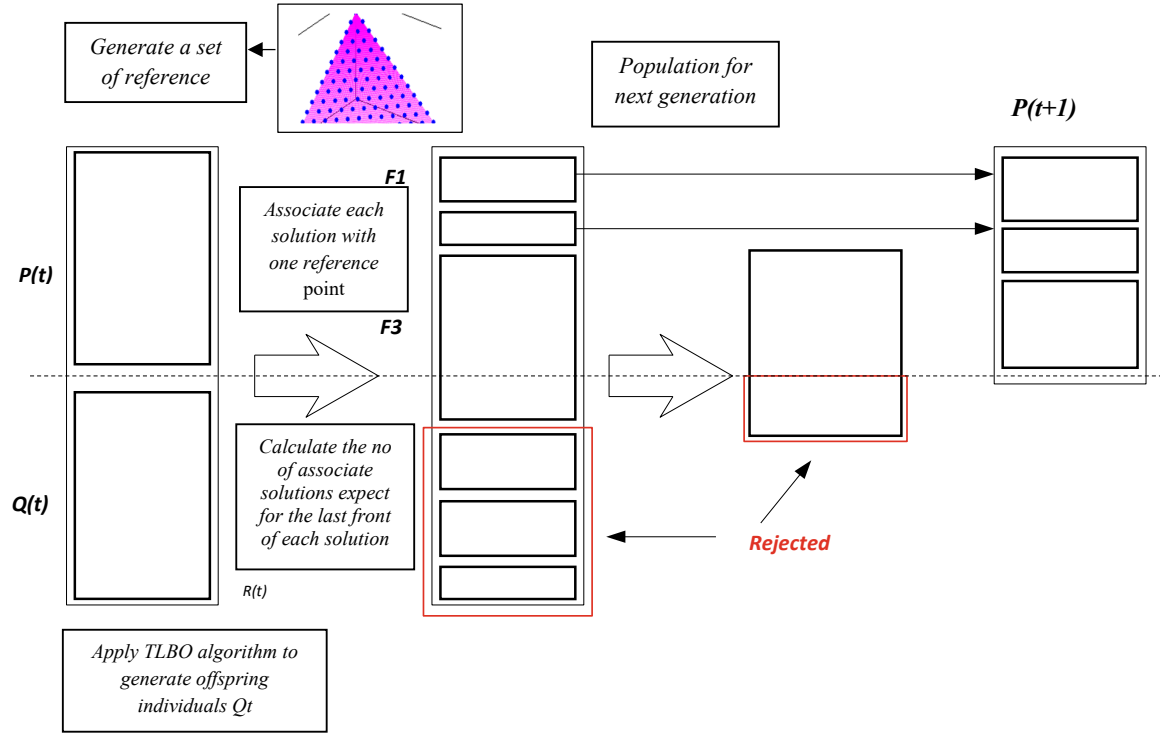 Generate a set
of reference
Population for
next generation
P(t+1)
F1
Associate each
solution with
one reference
point
P(t)
F3
Calculate the no
of associate
solutions expect
for the last front
of each solution
Q(t)
Rejected
R(t)
Apply TLBO algorithm to
generate offspring
individuals Qt